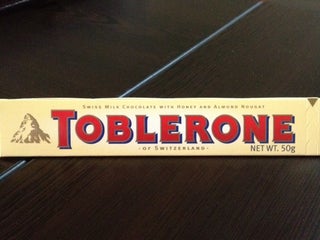 Swiss Milk Chocolate with Honey and Almond Nougat
TOBLERONE
- of Switzerland -
NET WT. 50g